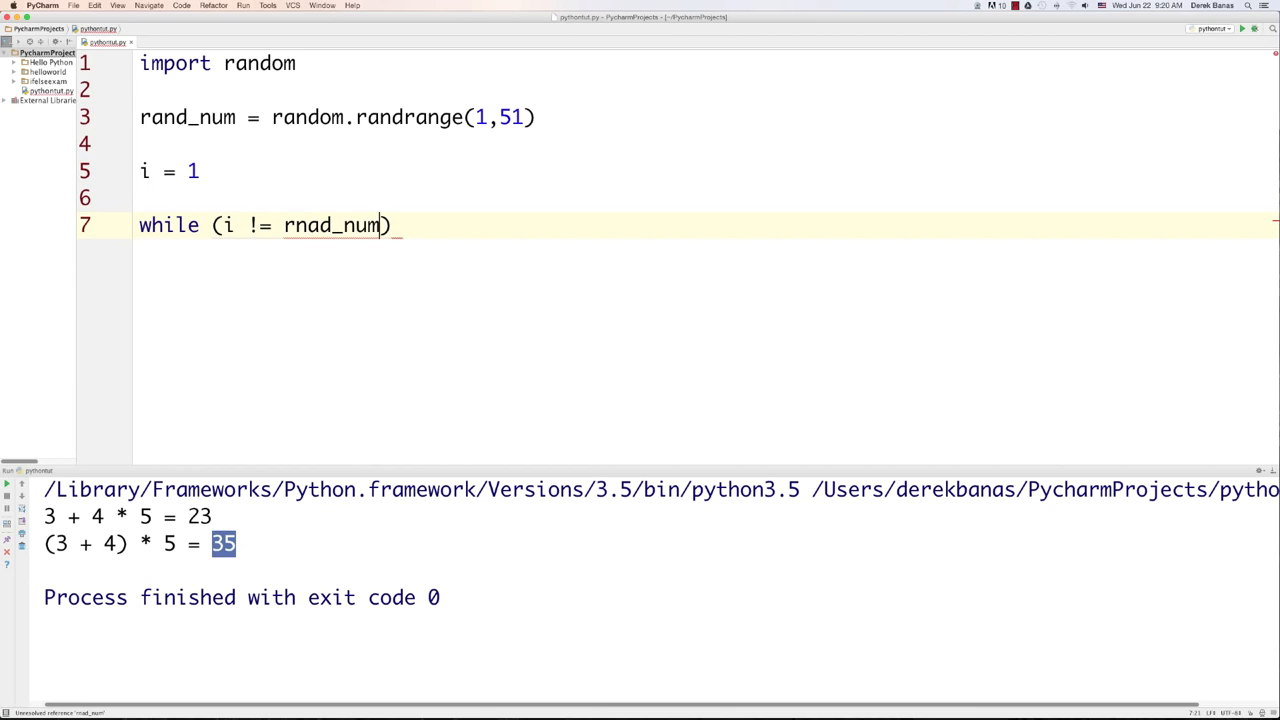 PyCharm File Edit View Navigate Code Refactor Run Tools VCS Window Help 10 Wed Jun 22 9:20 AM Derek Banas
pythontut.py - PycharmProjects - [~/PycharmProjects]
PycharmProjects pythontut.py pythontut
pythontut.py
PycharmProject
Hello Python
helloworld
ifelseexam
pythontut.py
External Librarie
1 import random
2
3 rand_num = random.randrange(1,51)
4
5 i = 1
6
7 while (i != rnad_num)
Run pythontut
/Library/Frameworks/Python.framework/Versions/3.5/bin/python3.5 /Users/derekbanas/PycharmProjects/pytho
3 + 4 * 5 = 23
(3 + 4) * 5 = 35
Process finished with exit code 0
Unresolved reference 'rnad_num' 7:21 LF÷ UTF-8÷